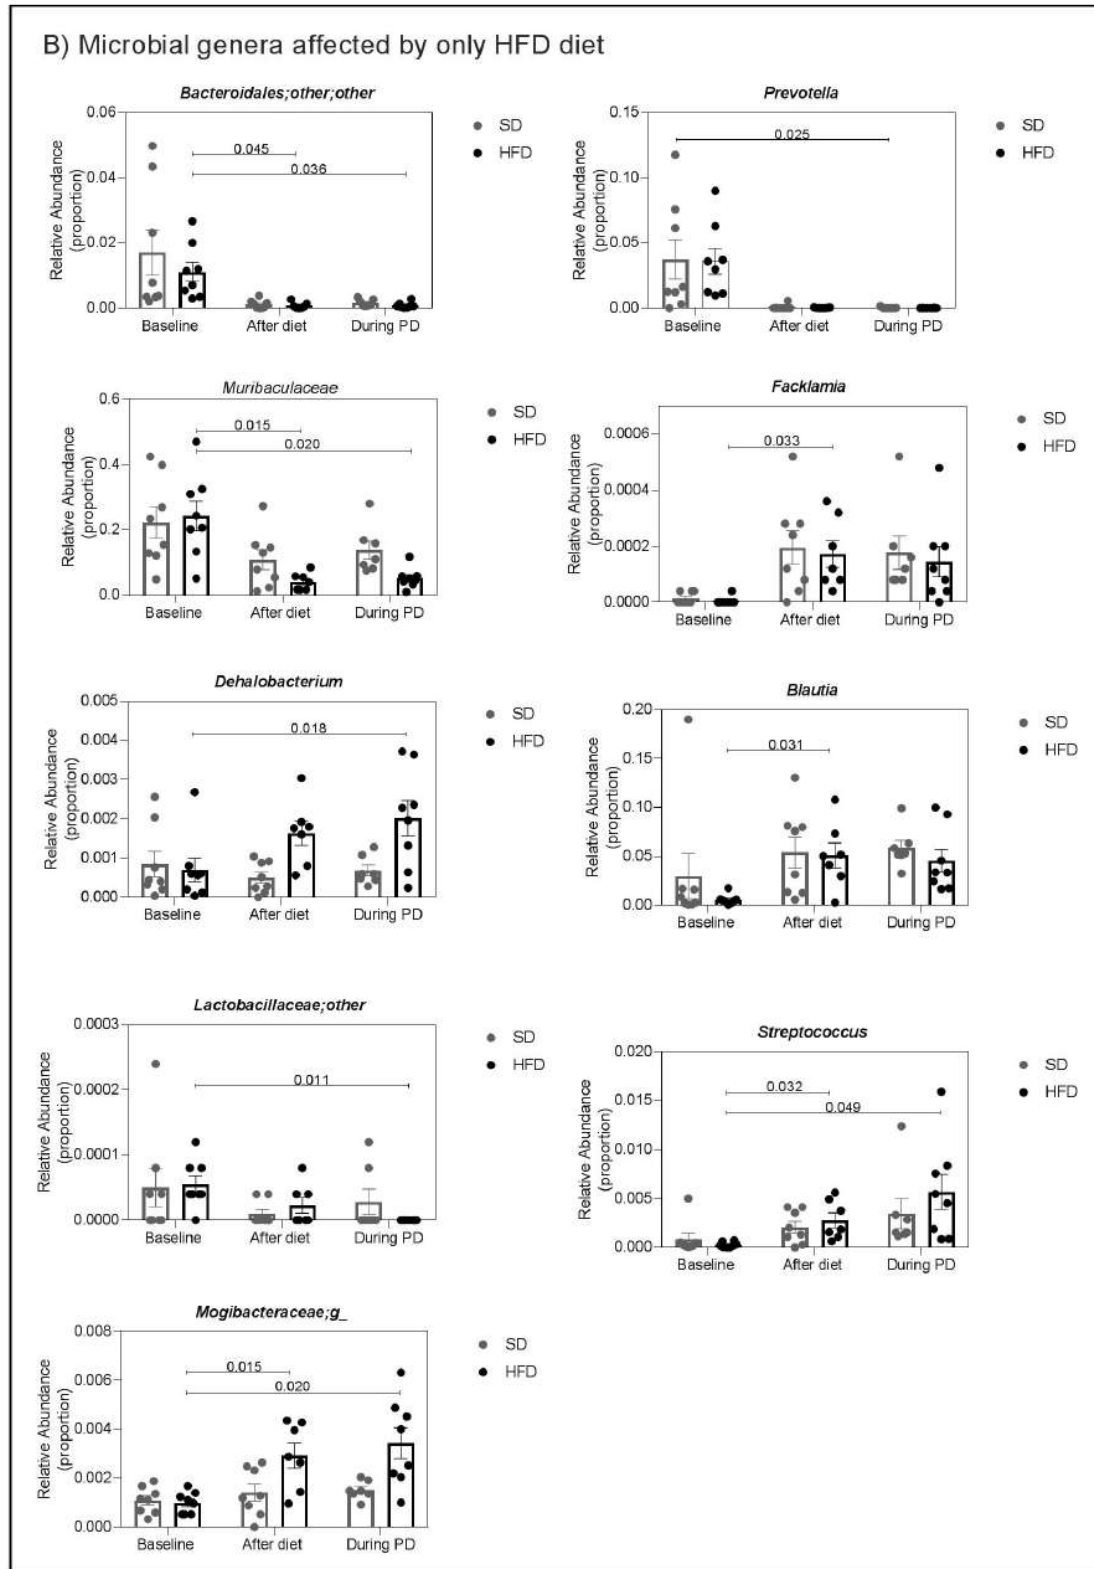 B) Microbial genera affected by only HFD diet
Bacteroidales;other;other
Relative Abundance
(proportion)
0.06
0.04
0.02
0.00
0.045
0.036
Baseline
After diet
During PD
SD
HFD
Prevotella
Relative Abundance
(proportion)
0.15
0.10
0.05
0.00
0.025
Baseline
After diet
During PD
SD
HFD
Muribaculaceae
Relative Abundance
(proportion)
0.6
0.4
0.2
0.0
0.015
0.020
Baseline
After diet
During PD
SD
HFD
Facklamia
Relative Abundance
(proportion)
0.0006
0.0004
0.0002
0.0000
0.033
Baseline
After diet
During PD
SD
HFD
Dehalobacterium
Relative Abundance
(proportion)
0.005
0.004
0.003
0.002
0.001
0.000
0.018
Baseline
After diet
During PD
SD
HFD
Blautia
Relative Abundance
(proportion)
0.20
0.15
0.10
0.05
0.00
0.031
Baseline
After diet
During PD
SD
HFD
Lactobacillaceae;other
Relative Abundance
(proportion)
0.0003
0.0002
0.0001
0.0000
0.011
Baseline
After diet
During PD
SD
HFD
Streptococcus
Relative Abundance
(proportion)
0.020
0.015
0.010
0.005
0.000
0.032
0.049
Baseline
After diet
During PD
SD
HFD
Mogibacteraceae;g_
Relative Abundance
(proportion)
0.008
0.006
0.004
0.002
0.000
0.015
0.020
Baseline
After diet
During PD
SD
HFD